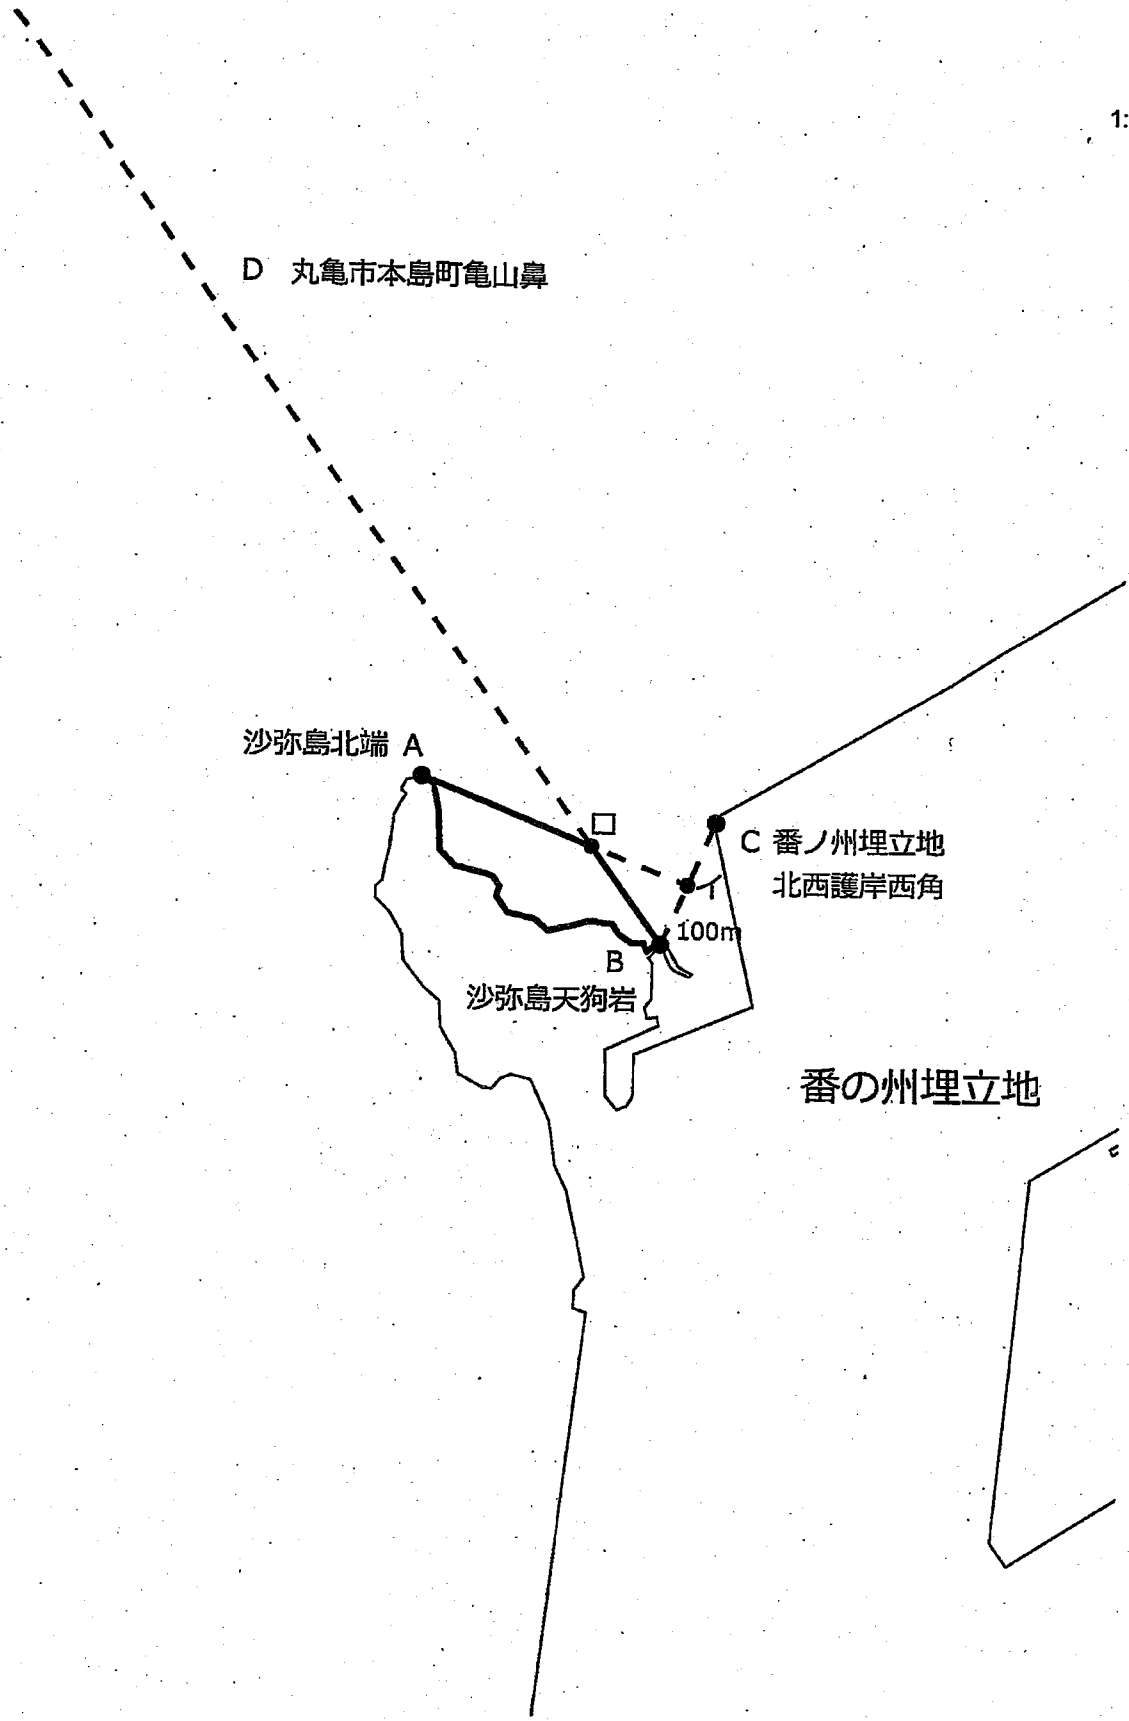 1:
D 丸亀市本島町亀山鼻
沙弥島北端 A
ロ
C 番ノ州埋立地
北西護岸西角
イ
100m
B
沙弥島天狗岩
番の州埋立地